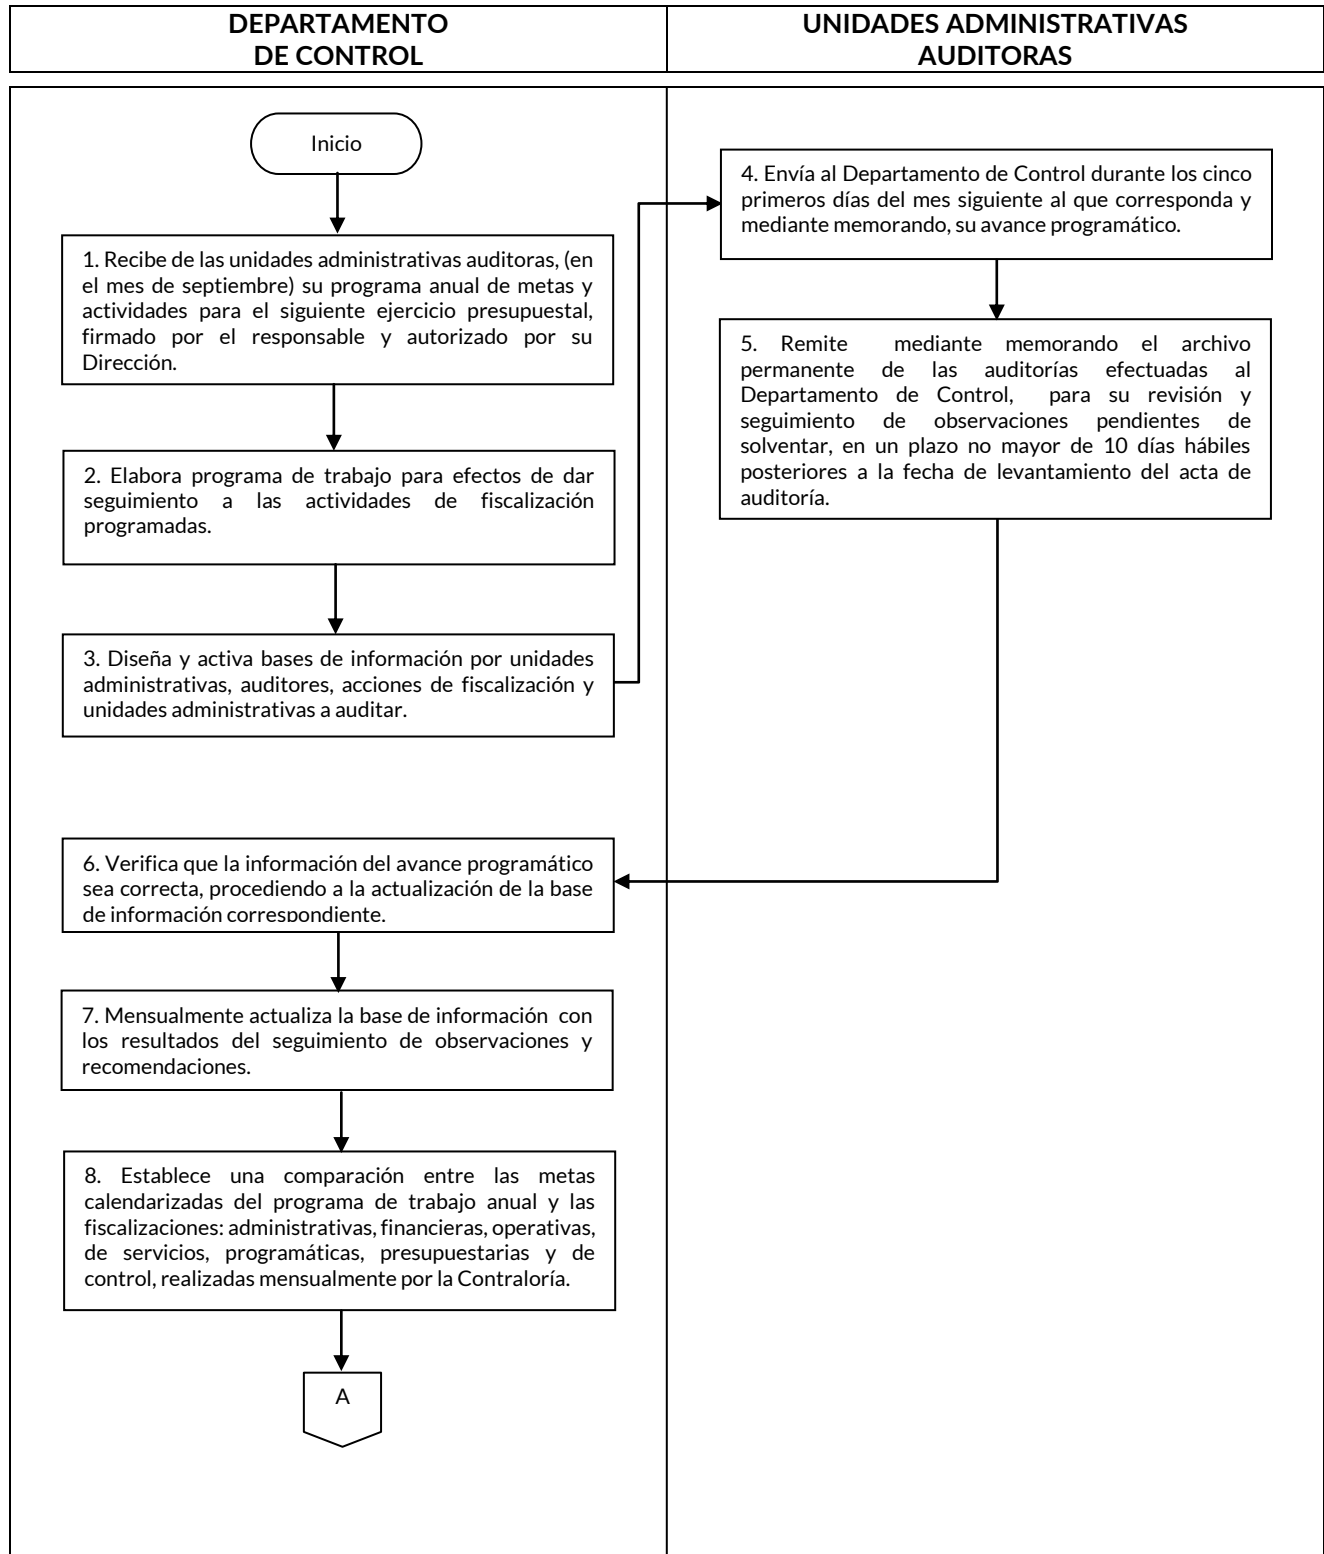 DEPARTAMENTO
DE CONTROL
UNIDADES ADMINISTRATIVAS
AUDITORAS
Inicio
1. Recibe de las unidades administrativas auditoras, (en
el mes de septiembre) su programa anual de metas y
actividades para el siguiente ejercicio presupuestal,
firmado por el responsable y autorizado por su
Dirección.
2. Elabora programa de trabajo para efectos de dar
seguimiento a las actividades de fiscalización
programadas.
3. Diseña y activa bases de información por unidades
administrativas, auditores, acciones de fiscalización y
unidades administrativas a auditar.
4. Envía al Departamento de Control durante los cinco
primeros días del mes siguiente al que corresponda y
mediante memorando, su avance programático.
5. Remite mediante memorando el archivo
permanente de las auditorías efectuadas al
Departamento de Control, para su revisión y
seguimiento de observaciones pendientes de
solventar, en un plazo no mayor de 10 días hábiles
posteriores a la fecha de levantamiento del acta de
auditoría.
6. Verifica que la información del avance programático
sea correcta, procediendo a la actualización de la base
de información correspondiente.
7. Mensualmente actualiza la base de información con
los resultados del seguimiento de observaciones y
recomendaciones.
8. Establece una comparación entre las metas
calendarizadas del programa de trabajo anual y las
fiscalizaciones: administrativas, financieras, operativas,
de servicios, programáticas, presupuestarias y de
control, realizadas mensualmente por la Contraloría.
A